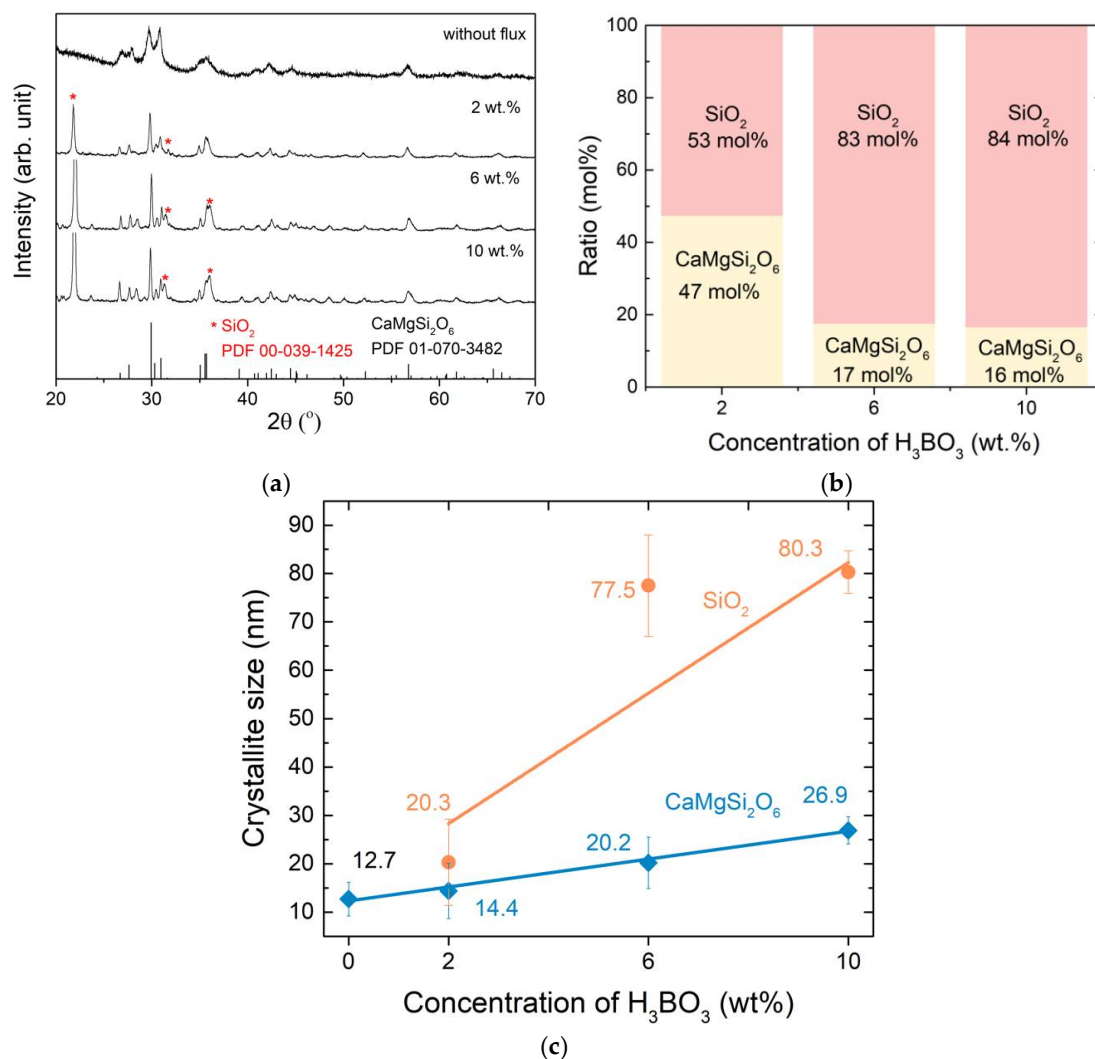 without flux
2 wt.%
6 wt.%
10 wt.%
* SiO₂
PDF 00-039-1425
CaMgSi₂O₆
PDF 01-070-3482
* * * * * *
Intensity (arb. unit)
20 30 40 50 60 70
2θ (°)
(a)
100
80
60
40
20
0
Ratio (mol%)
SiO₂
53 mol%
CaMgSi₂O₆
47 mol%
SiO₂
83 mol%
CaMgSi₂O₆
17 mol%
SiO₂
84 mol%
CaMgSi₂O₆
16 mol%
2 6 10
Concentration of H₃BO₃ (wt.%)
(b)
90
80
70
60
50
40
30
20
10
Crystallite size (nm)
80.3
77.5
SiO₂
20.3
CaMgSi₂O₆
26.9
20.2
12.7
14.4
0 2 6 10
Concentration of H₃BO₃ (wt%)
(c)